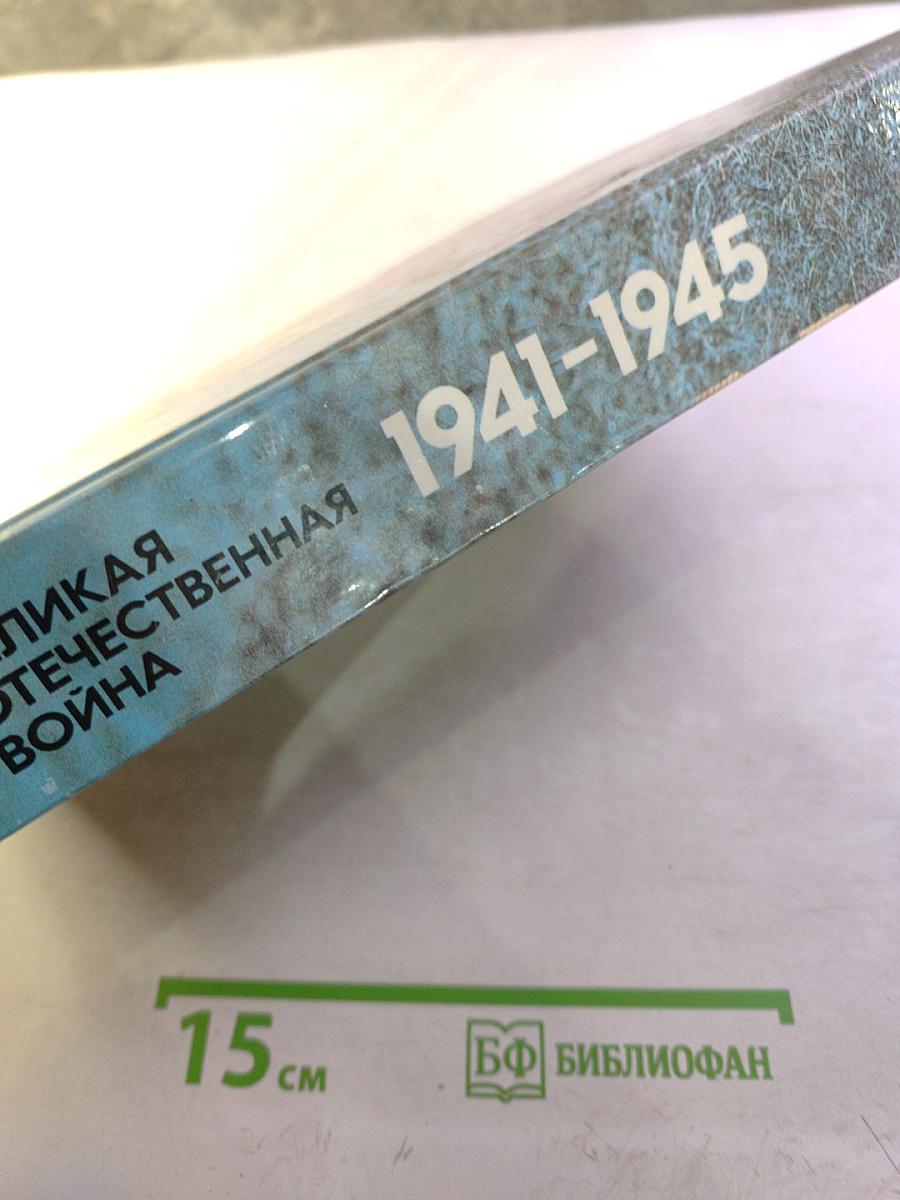 ЛИКАЯ
ОТЕЧЕСТВЕННАЯ
ВОЙНА
1941-1945
15 см
БФ БИБЛИОФАН